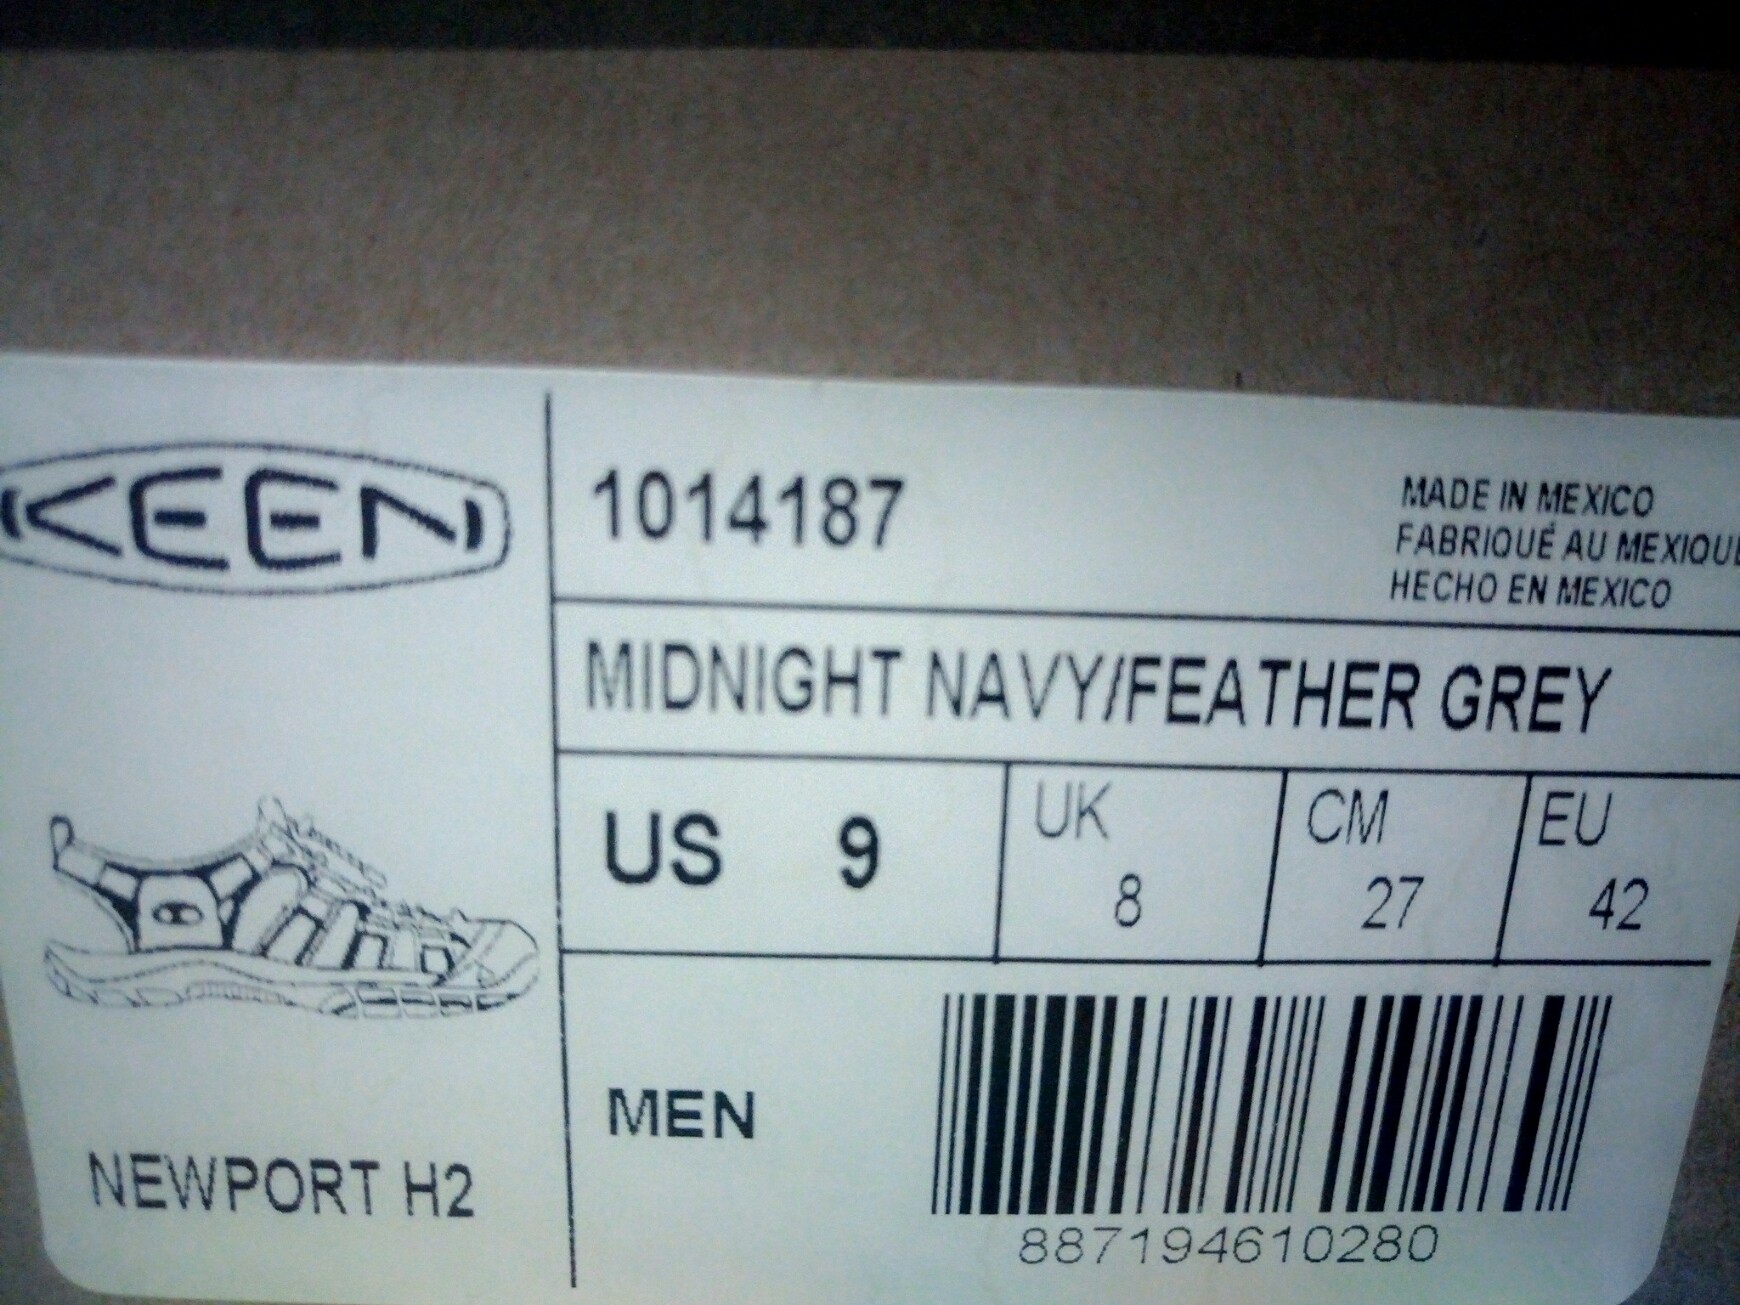 KEEN
1014187
MADE IN MEXICO
FABRIQUÉ AU MEXIQUE
HECHO EN MEXICO
MIDNIGHT NAVY/FEATHER GREY
US 9
UK 8
CM 27
EU 42
MEN
887194610280
NEWPORT H2